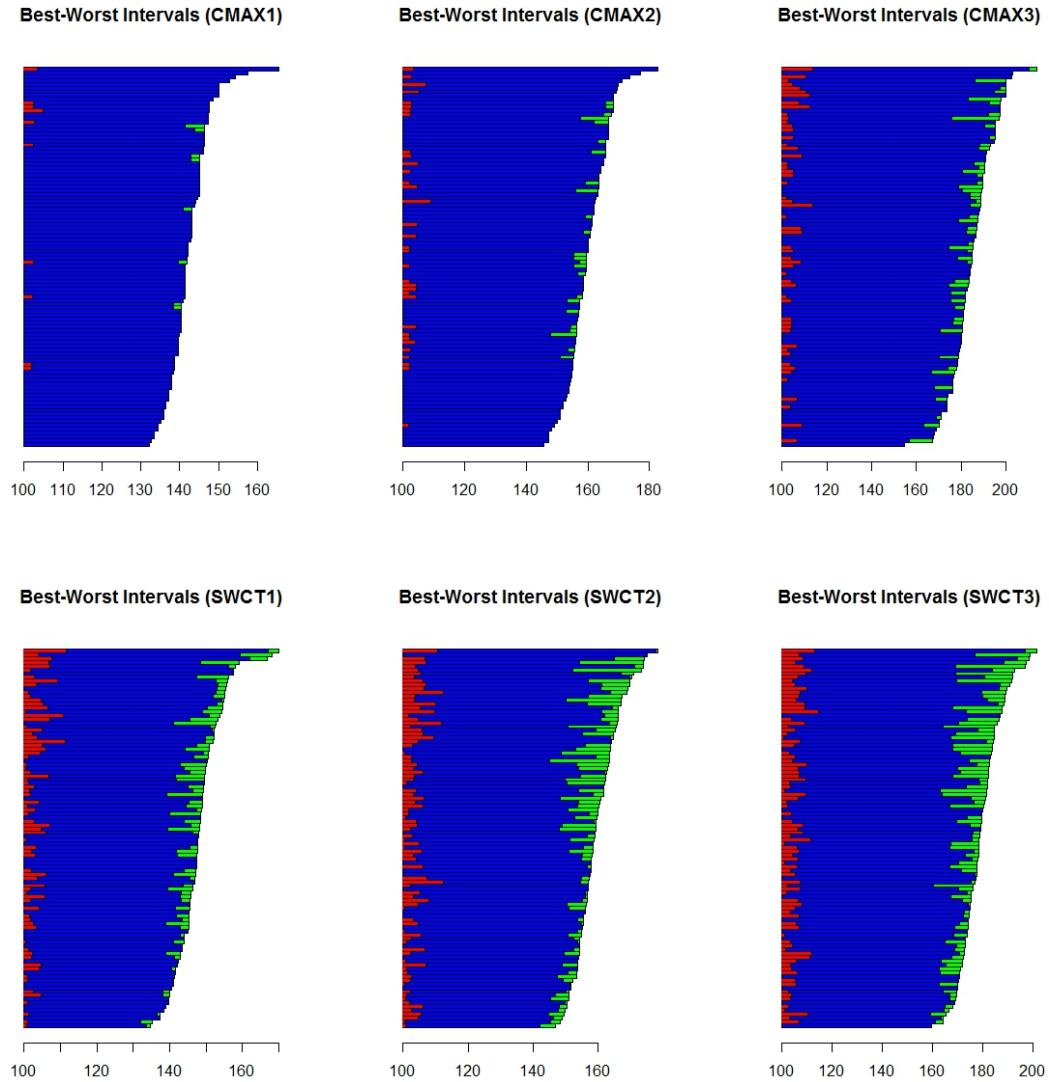 Best-Worst Intervals (CMAX1)
Best-Worst Intervals (CMAX2)
Best-Worst Intervals (CMAX3)
100 110 120 130 140 150 160
100 120 140 160 180
100 120 140 160 180 200
Best-Worst Intervals (SWCT1)
Best-Worst Intervals (SWCT2)
Best-Worst Intervals (SWCT3)
100 120 140 160
100 120 140 160
100 120 140 160 180 200